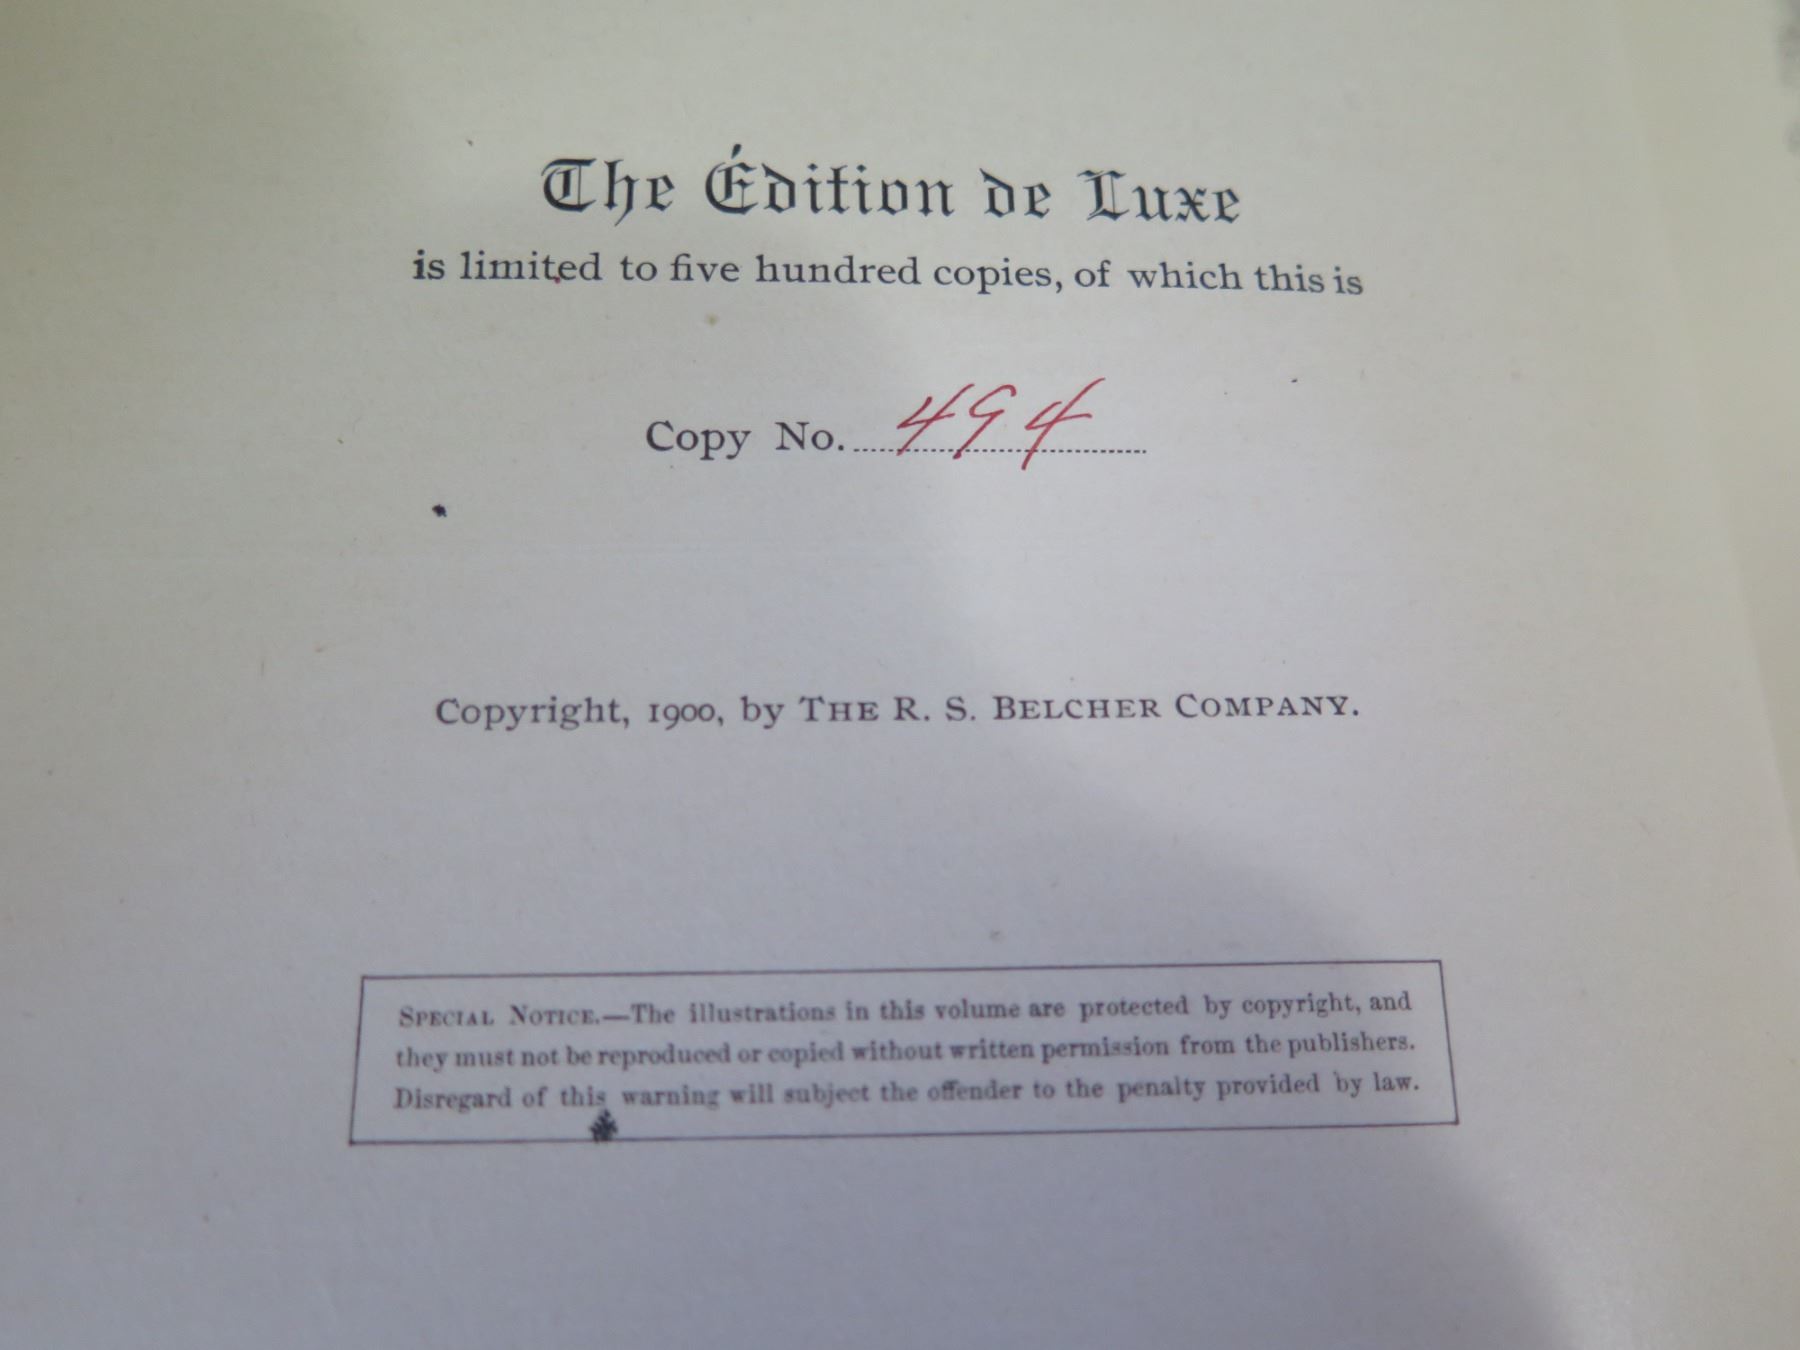 The Édition de Luxe
is limited to five hundred copies, of which this is
Copy No. 494
Copyright, 1900, by THE R. S. BELCHER COMPANY.
SPECIAL NOTICE.—The illustrations in this volume are protected by copyright, and
they must not be reproduced or copied without written permission from the publishers.
Disregard of this warning will subject the offender to the penalty provided by law.